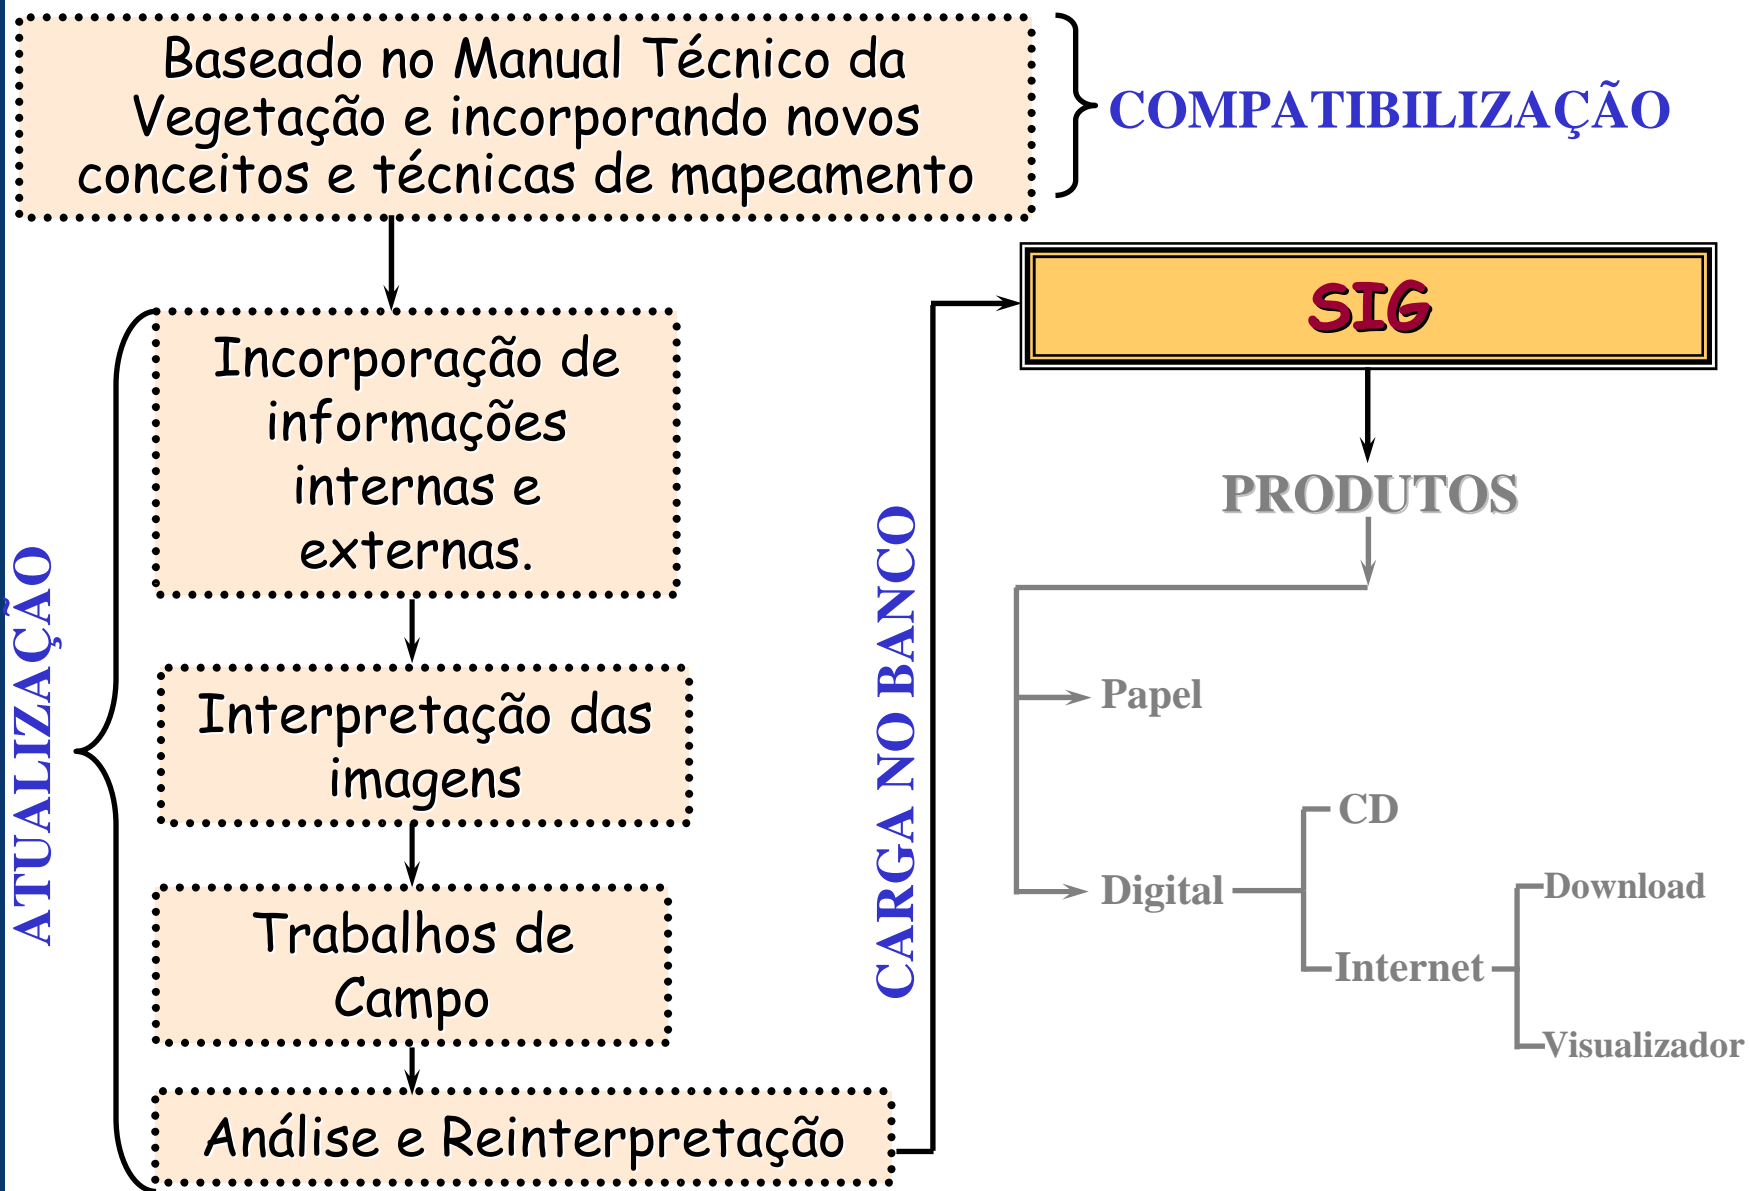 Baseado no Manual Técnico da
Vegetação e incorporando novos
conceitos e técnicas de mapeamento
COMPATIBILIZAÇÃO
Incorporação de
informações
internas e
externas.
Interpretação das
imagens
Trabalhos de
Campo
Análise e Reinterpretação
ATUALIZAÇÃO
CARGA NO BANCO
SIG
PRODUTOS
Papel
Digital
CD
Internet
Download
Visualizador